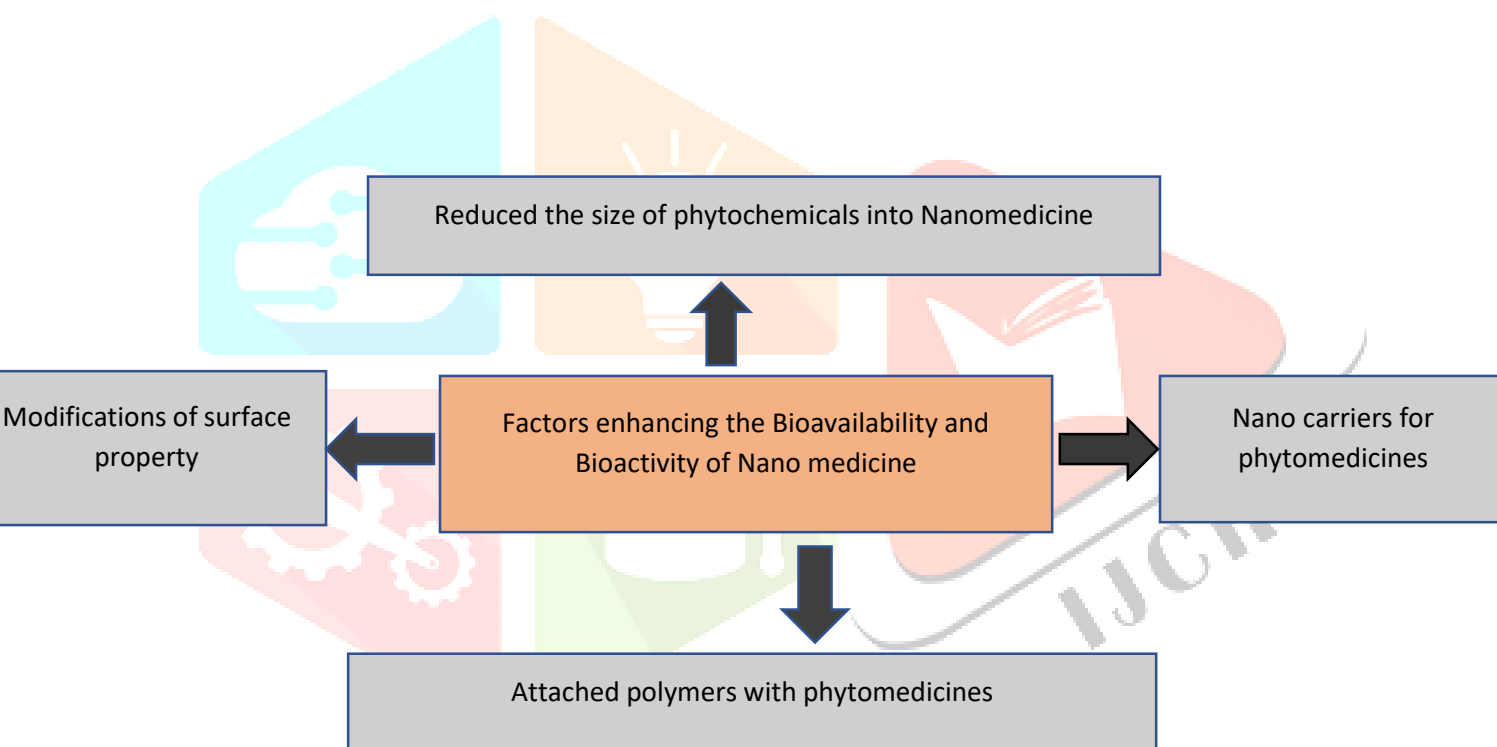 Reduced the size of phytochemicals into Nanomedicine
Modifications of surface
property
Factors enhancing the Bioavailability and
Bioactivity of Nano medicine
Nano carriers for
phytomedicines
Attached polymers with phytomedicines